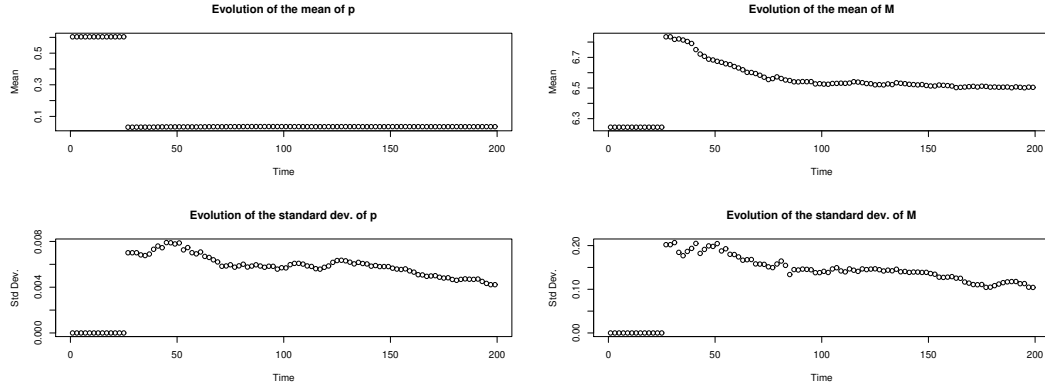 Evolution of the mean of p
Mean
0.5
0.3
0.1
0 50 100 150 200
Time
Evolution of the mean of M
Mean
6.7
6.5
6.3
0 50 100 150 200
Time
Evolution of the standard dev. of p
Std Dev.
0.008
0.004
0.000
0 50 100 150 200
Time
Evolution of the standard dev. of M
Std Dev.
0.20
0.10
0.00
0 50 100 150 200
Time